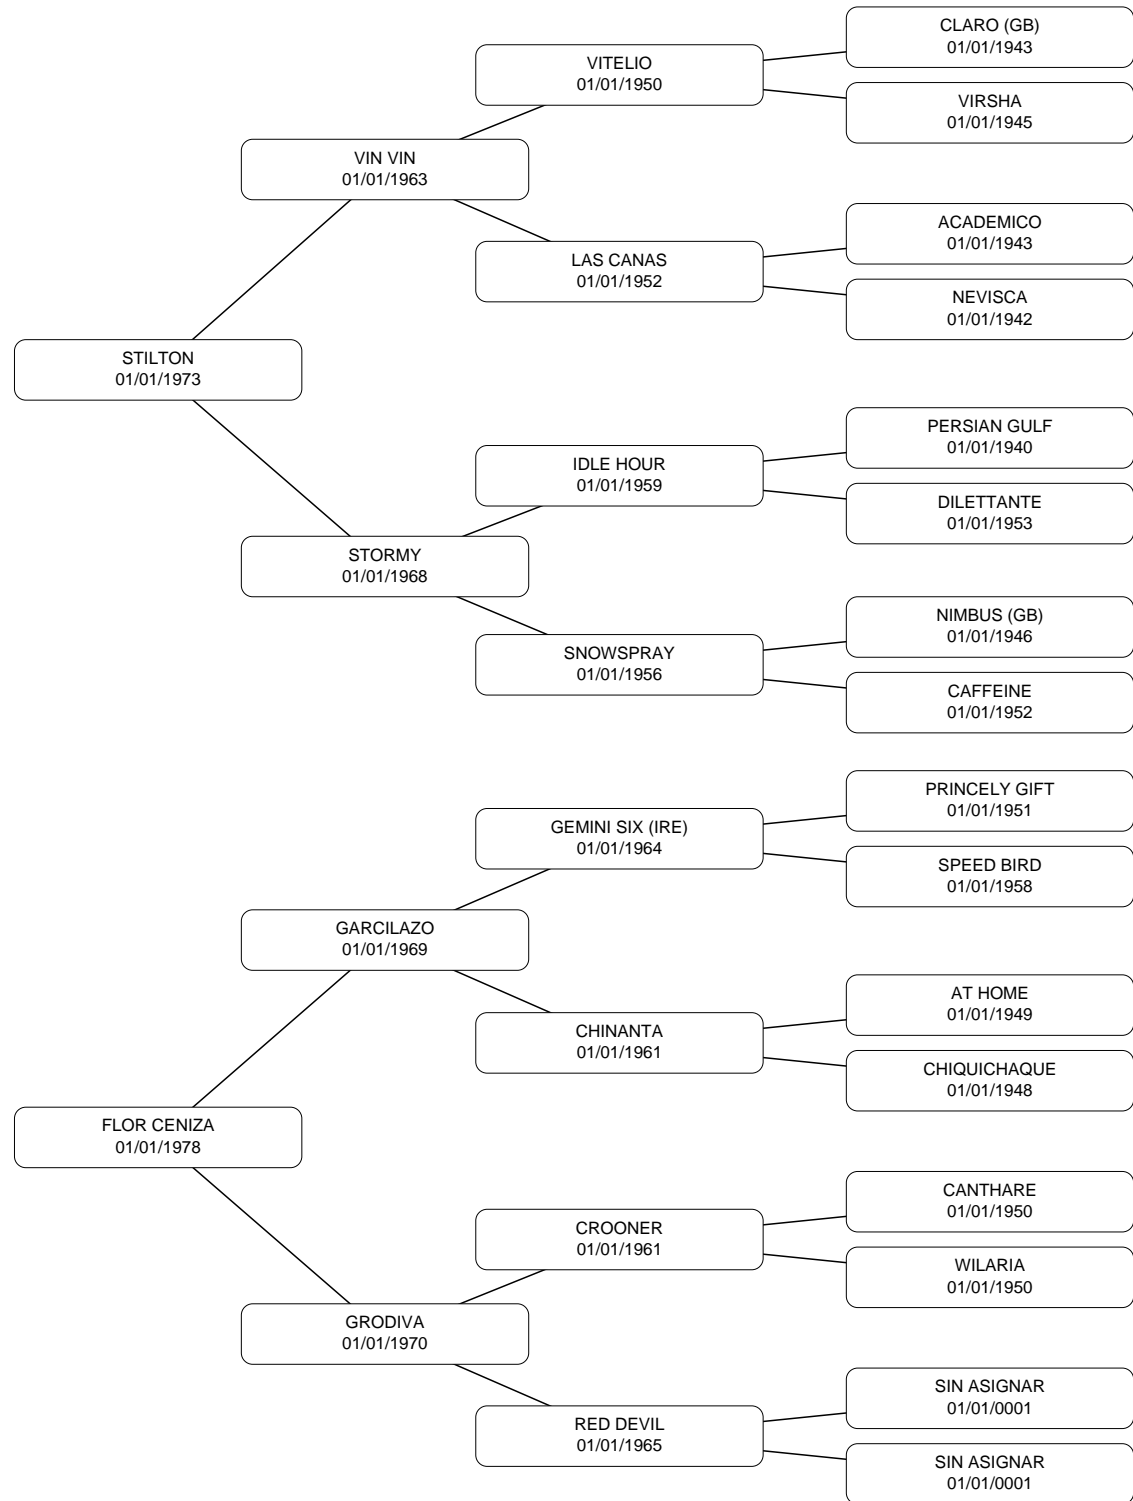 CLARO (GB)
01/01/1943
VITELIO
01/01/1950
VIRSHA
01/01/1945
VIN VIN
01/01/1963
ACADEMICO
01/01/1943
LAS CANAS
01/01/1952
NEVISCA
01/01/1942
STILTON
01/01/1973
PERSIAN GULF
01/01/1940
IDLE HOUR
01/01/1959
DILETTANTE
01/01/1953
STORMY
01/01/1968
NIMBUS (GB)
01/01/1946
SNOWSPRAY
01/01/1956
CAFFEINE
01/01/1952
PRINCELY GIFT
01/01/1951
GEMINI SIX (IRE)
01/01/1964
SPEED BIRD
01/01/1958
GARCILAZO
01/01/1969
AT HOME
01/01/1949
CHINANTA
01/01/1961
CHIQUICHAQUE
01/01/1948
FLOR CENIZA
01/01/1978
CANTHARE
01/01/1950
CROONER
01/01/1961
WILARIA
01/01/1950
GRODIVA
01/01/1970
SIN ASIGNAR
01/01/0001
RED DEVIL
01/01/1965
SIN ASIGNAR
01/01/0001